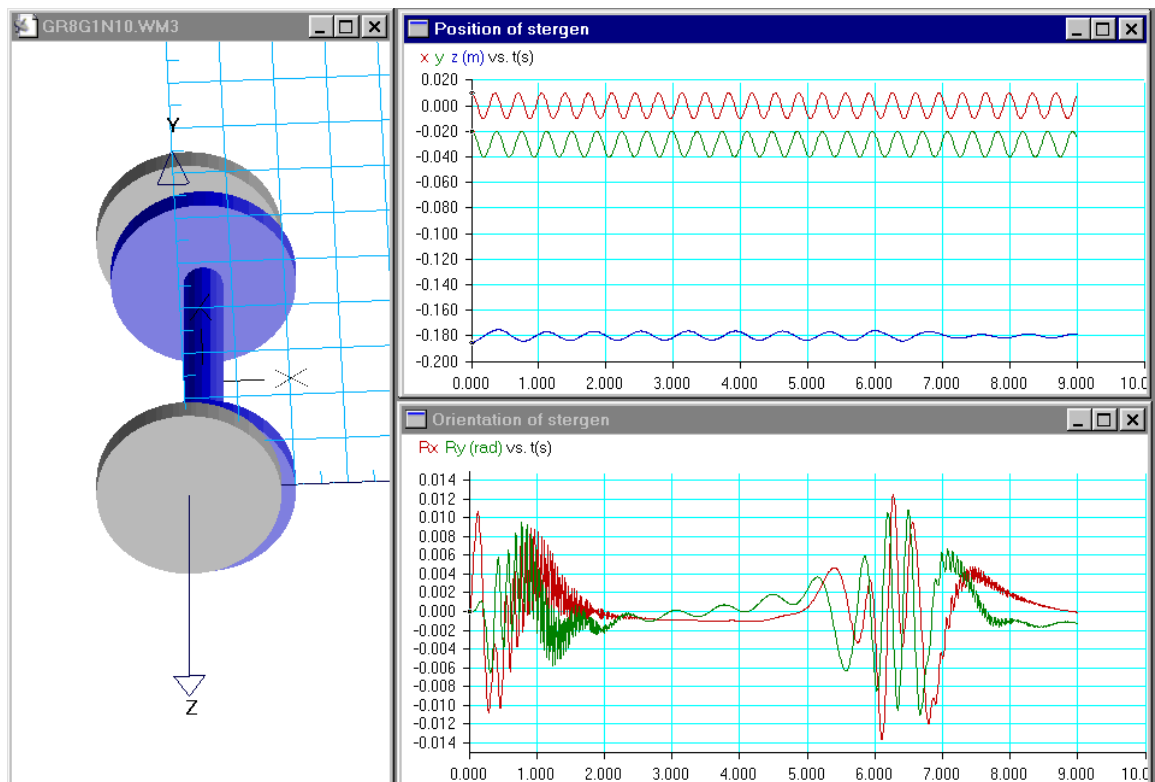 GR8G1N10.WM3
Y
X
Z
Position of stergen
x y z (m) vs. t(s)
0.020
0.000
-0.020
-0.040
-0.060
-0.080
-0.100
-0.120
-0.140
-0.160
-0.180
-0.200
0.000 1.000 2.000 3.000 4.000 5.000 6.000 7.000 8.000 9.000 10.0
Orientation of stergen
Rx Ry (rad) vs. t(s)
0.014
0.012
0.010
0.008
0.006
0.004
0.002
0.000
-0.002
-0.004
-0.006
-0.008
-0.010
-0.012
-0.014
0.000 1.000 2.000 3.000 4.000 5.000 6.000 7.000 8.000 9.000 10.0